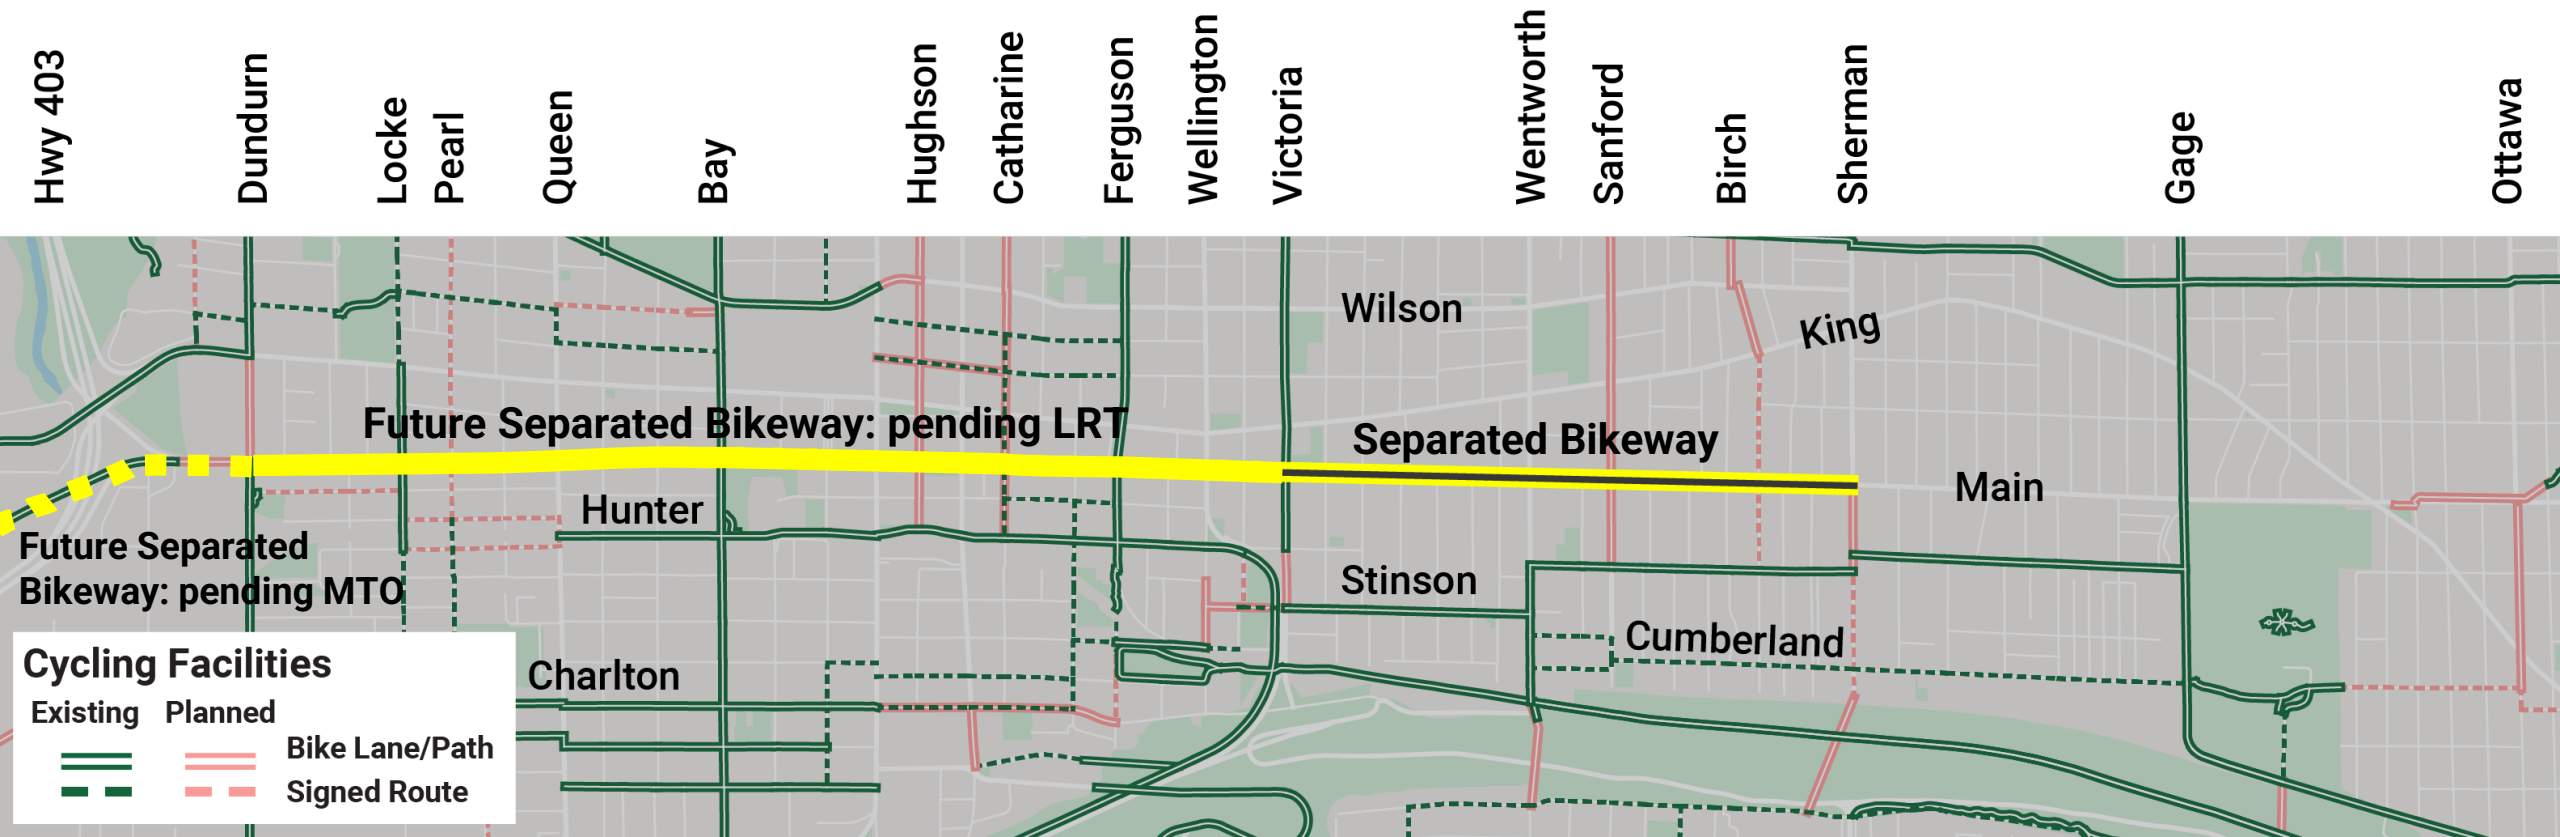 Hwy 403
Dundurn
Locke
Pearl
Queen
Bay
Hughson
Catharine
Ferguson
Wellington
Victoria
Wentworth
Sanford
Birch
Sherman
Gage
Ottawa
Wilson
King
Future Separated Bikeway: pending LRT
Separated Bikeway
Main
Hunter
Future Separated
Bikeway: pending MTO
Stinson
Cumberland
Charlton
Cycling Facilities
Existing Planned
Bike Lane/Path
Signed Route